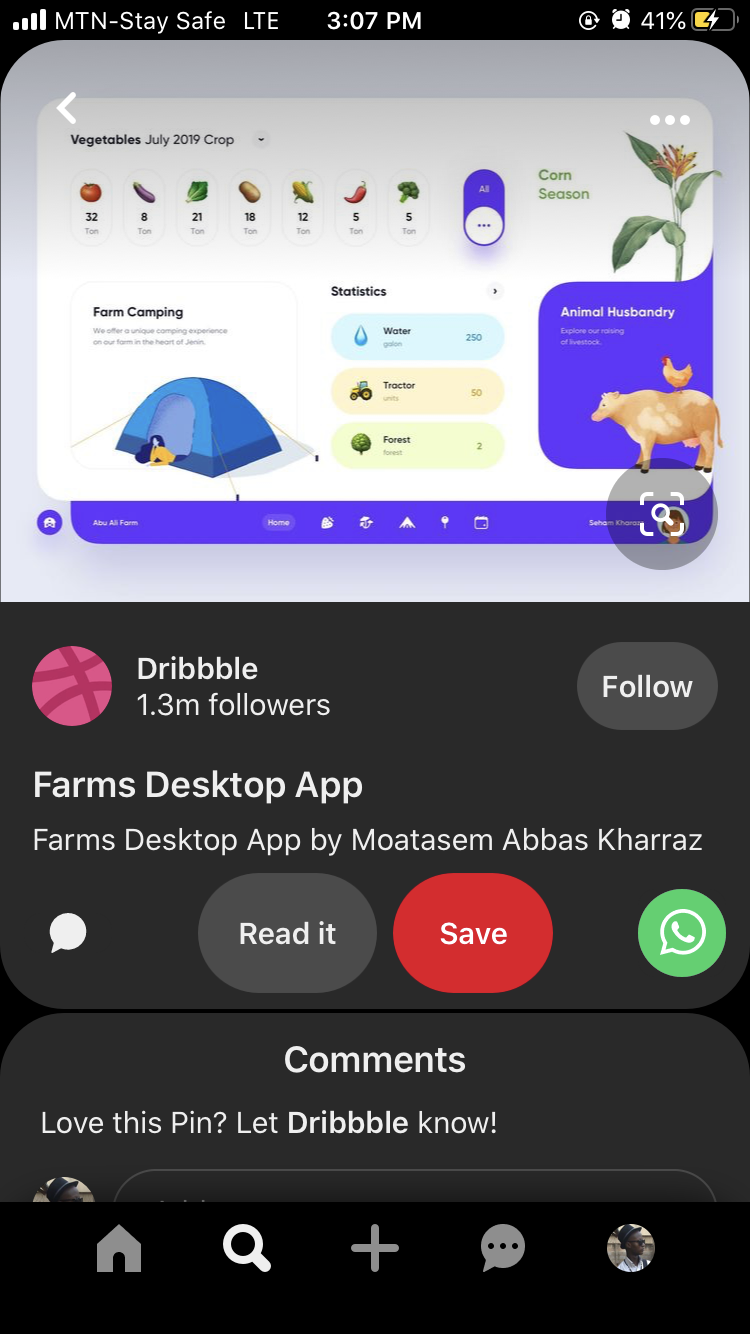 MTN-Stay Safe LTE 3:07 PM 41%
Vegetables July 2019 Crop
32 8 21 18 12 5 5
Ton Ton Ton Ton Ton Ton Ton
All
Corn
Season
Farm Camping
We offer a unique camping experience
on our farm in the heart of Jenin.
Statistics
Water 250
galon
Tractor 50
units
Forest 2
forest
Animal Husbandry
Explore our raising
of livestock.
Abu Ali Farm Home Seham Kharaz
Dribbble
1.3m followers
Follow
Farms Desktop App
Farms Desktop App by Moatasem Abbas Kharraz
Read it Save
Comments
Love this Pin? Let Dribbble know!